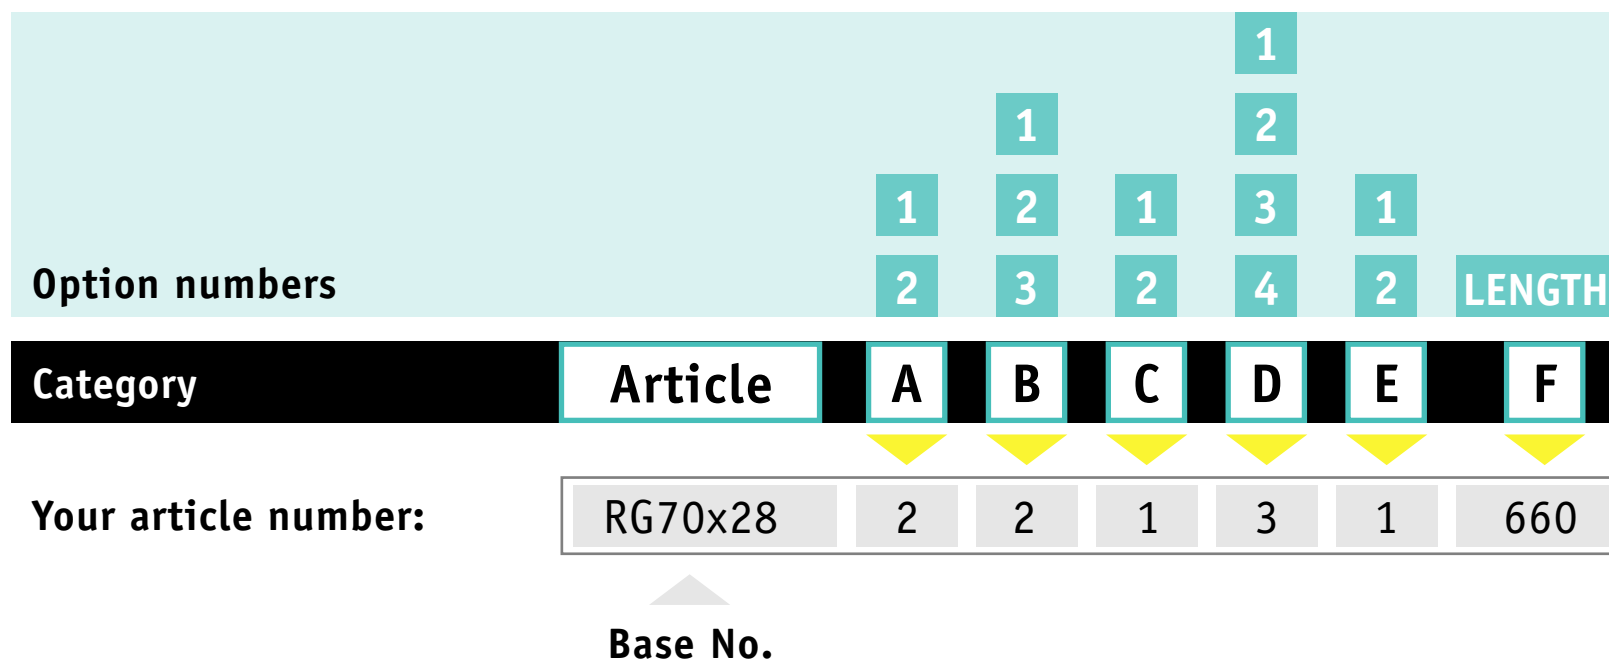 1
1 2
1 2 1 3 1
Option numbers 2 3 2 4 2 LENGTH
Category Article A B C D E F
Your article number: RG70x28 2 2 1 3 1 660
Base No.